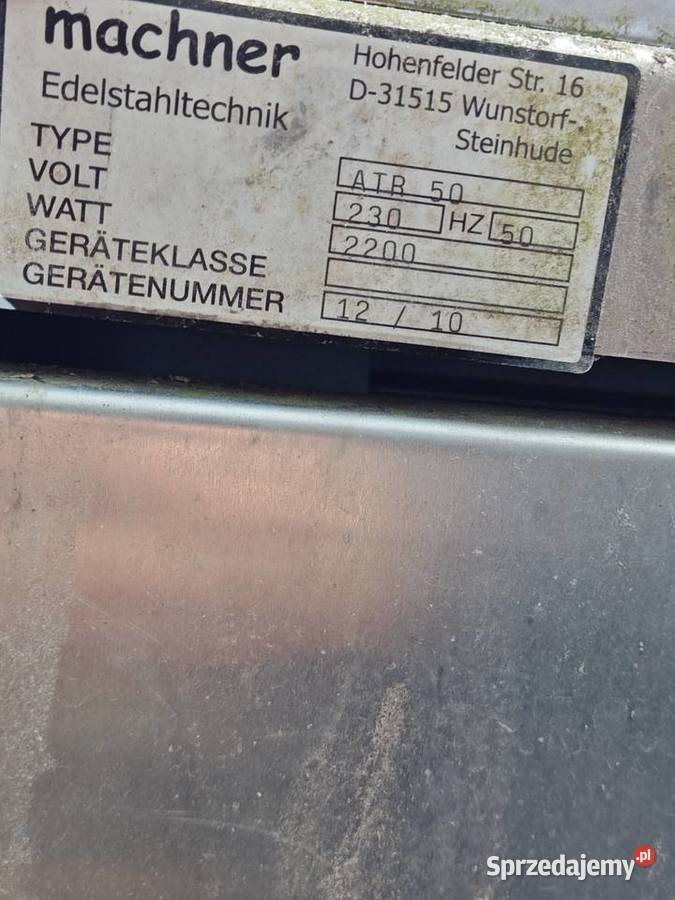 machner
Edelstahltechnik
Hohenfelder Str. 16
D-31515 Wunstorf-
Steinhude
TYPE ATR 50
VOLT 230 HZ 50
WATT 2200
GERÄTEKLASSE
GERÄTENUMMER 12 / 10
Sprzedajemy.pl